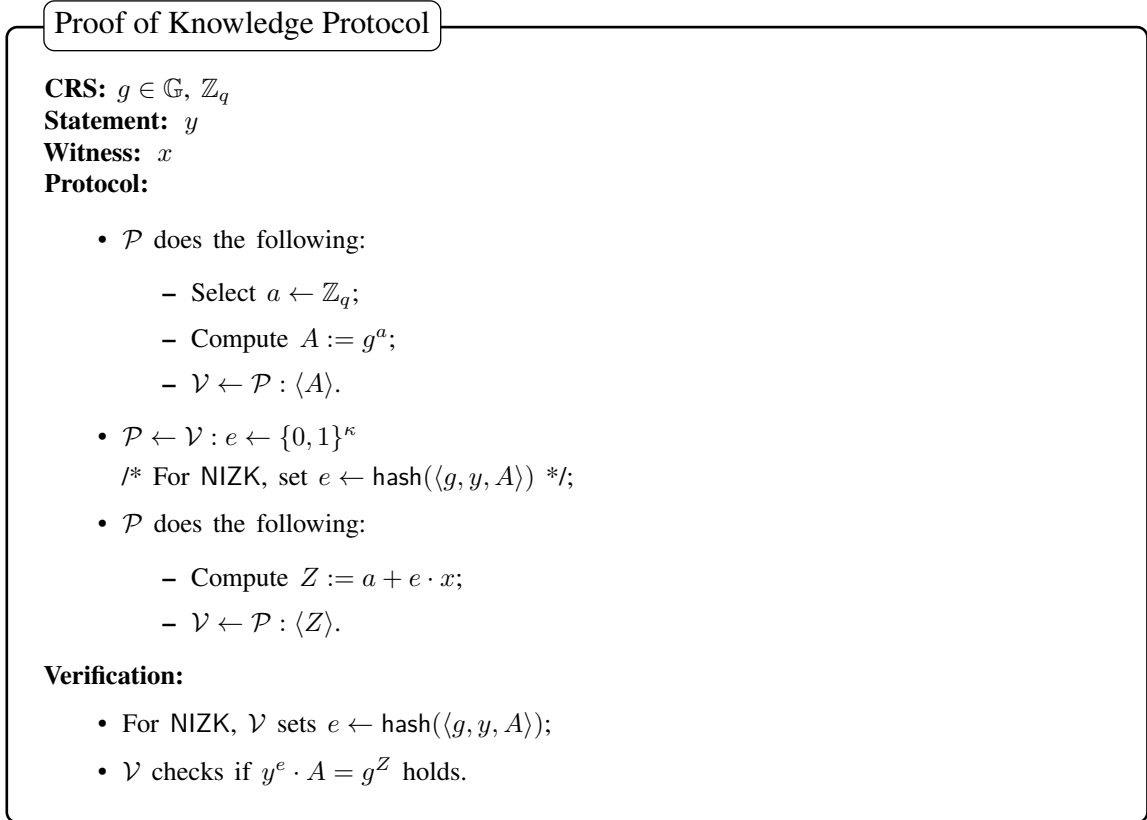 Proof of Knowledge Protocol
CRS: g ∈ 𝔾, ℤ_q
Statement: y
Witness: x
Protocol:
• 𝒫 does the following:
– Select a ← ℤ_q;
– Compute A := g^a;
– 𝒱 ← 𝒫 : ⟨A⟩.
• 𝒫 ← 𝒱 : e ← {0, 1}^κ
/* For NIZK, set e ← hash(⟨g, y, A⟩) */;
• 𝒫 does the following:
– Compute Z := a + e · x;
– 𝒱 ← 𝒫 : ⟨Z⟩.
Verification:
• For NIZK, 𝒱 sets e ← hash(⟨g, y, A⟩);
• 𝒱 checks if y^e · A = g^Z holds.